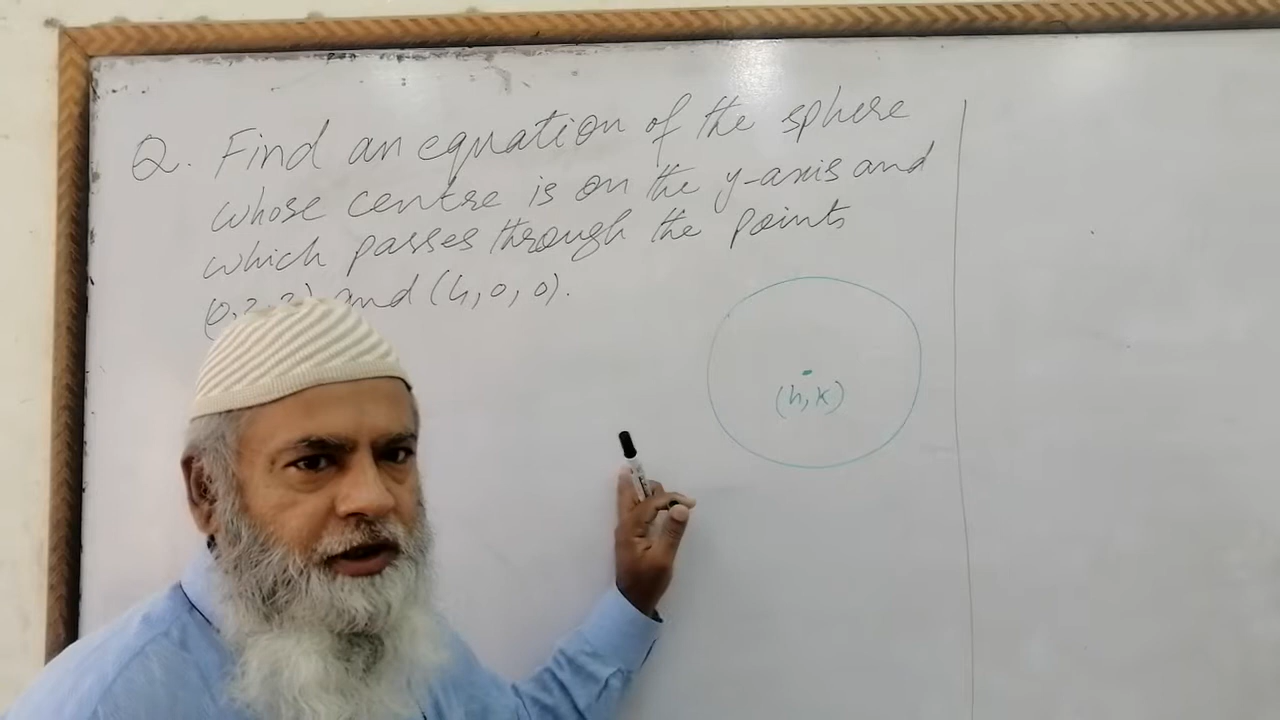 Q. Find an equation of the sphere
whose centre is on the y-axis and
which passes through the points
and (4,0,0).
(h,k)